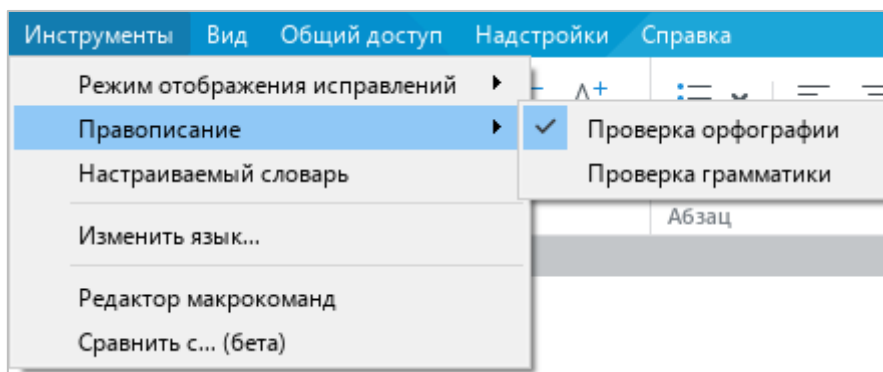 Инструменты Вид Общий доступ Надстройки Справка
Режим отображения исправлений
Правописание
Проверка орфографии
Настраиваемый словарь
Проверка грамматики
Абзац
Изменить язык...
Редактор макрокоманд
Сравнить с... (бета)